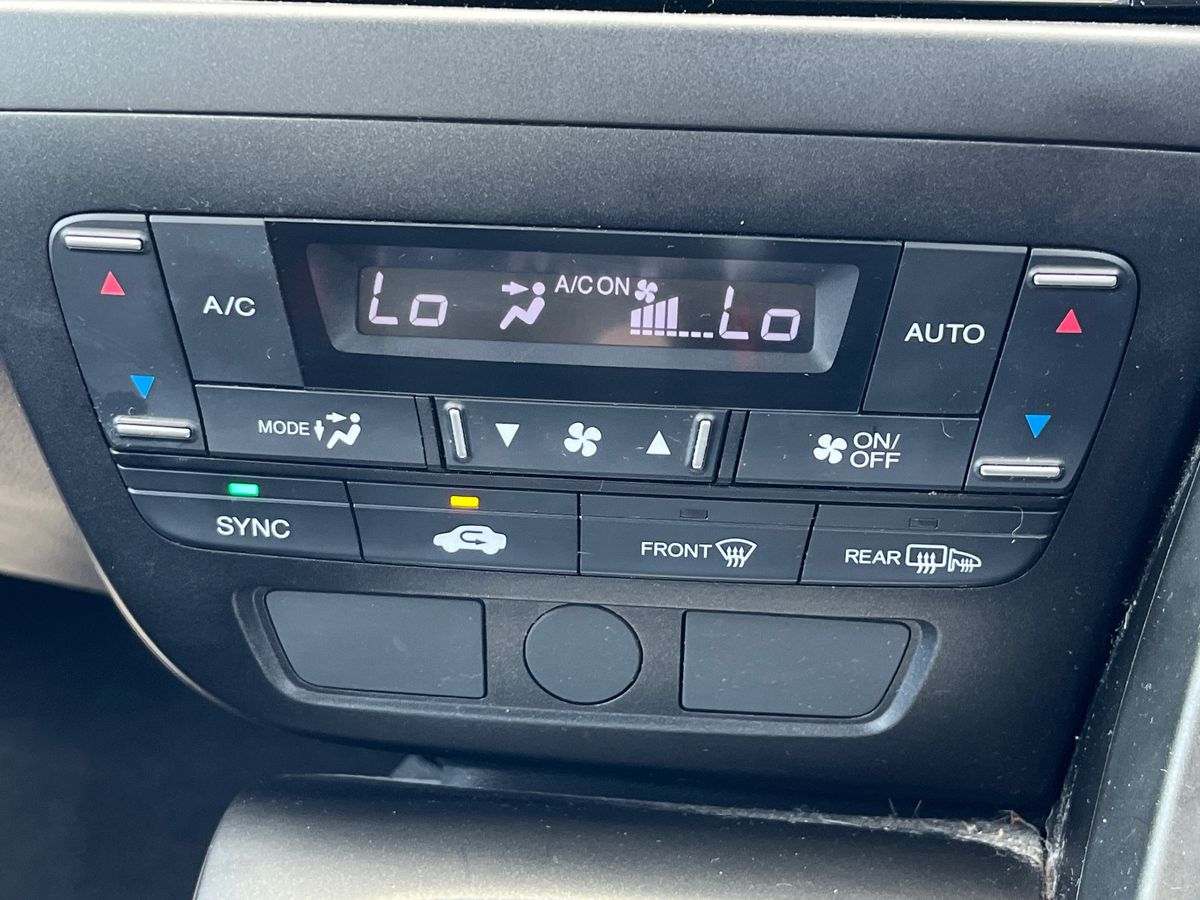 Lo A/C ON Lo
A/C
AUTO
MODE
ON/
OFF
SYNC
FRONT
REAR